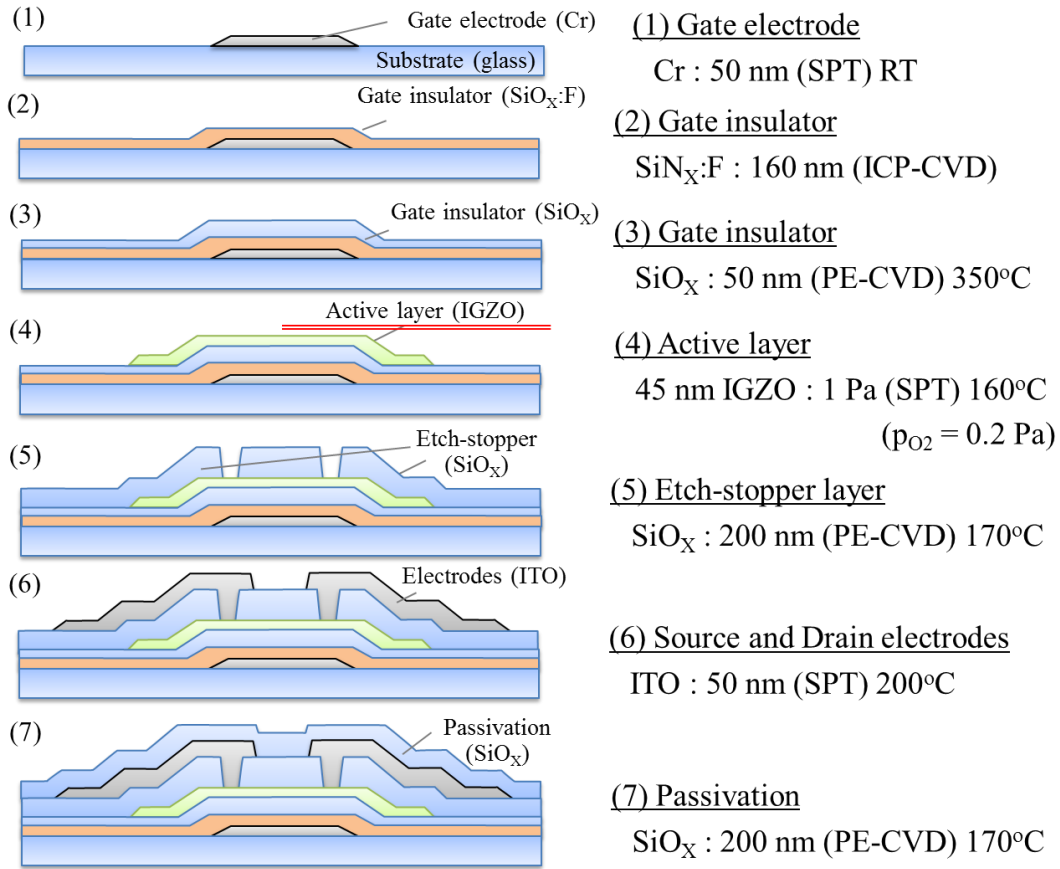 (1)
Gate electrode (Cr)
Substrate (glass)
(1) Gate electrode
Cr : 50 nm (SPT) RT
(2)
Gate insulator (SiOX:F)
(2) Gate insulator
SiNX:F : 160 nm (ICP-CVD)
(3)
Gate insulator (SiOX)
(3) Gate insulator
SiOX : 50 nm (PE-CVD) 350oC
(4)
Active layer (IGZO)
(4) Active layer
45 nm IGZO : 1 Pa (SPT) 160oC
(pO2 = 0.2 Pa)
(5)
Etch-stopper
(SiOX)
(5) Etch-stopper layer
SiOX : 200 nm (PE-CVD) 170oC
(6)
Electrodes (ITO)
(6) Source and Drain electrodes
ITO : 50 nm (SPT) 200oC
(7)
Passivation
(SiOX)
(7) Passivation
SiOX : 200 nm (PE-CVD) 170oC